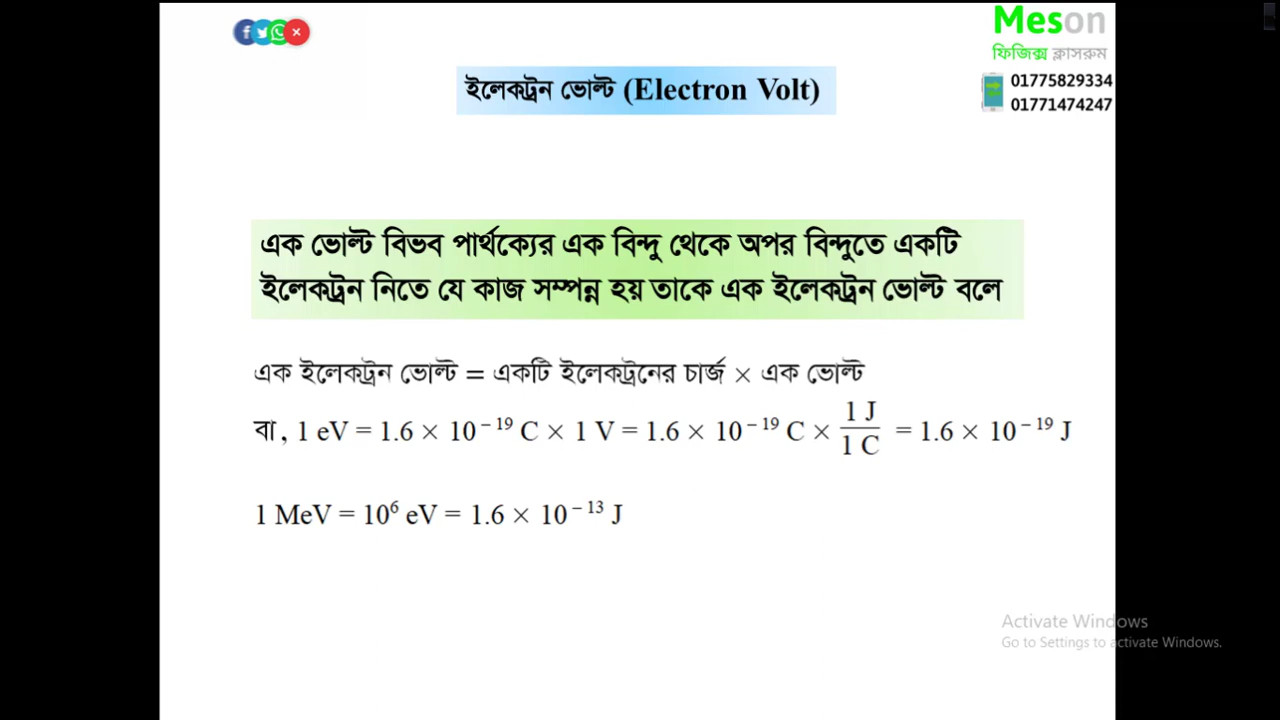 Meson
ফিজিক্স ক্লাসরুম
01775829334
01771474247
ইলেকট্রন ভোল্ট (Electron Volt)
এক ভোল্ট বিভব পার্থক্যের এক বিন্দু থেকে অপর বিন্দুতে একটি
ইলেকট্রন নিতে যে কাজ সম্পন্ন হয় তাকে এক ইলেকট্রন ভোল্ট বলে
এক ইলেকট্রন ভোল্ট = একটি ইলেকট্রনের চার্জ × এক ভোল্ট
বা, 1 eV = 1.6 × 10⁻¹⁹ C × 1 V = 1.6 × 10⁻¹⁹ C × 1 J / 1 C = 1.6 × 10⁻¹⁹ J
1 MeV = 10⁶ eV = 1.6 × 10⁻¹³ J
Activate Windows
Go to Settings to activate Windows.